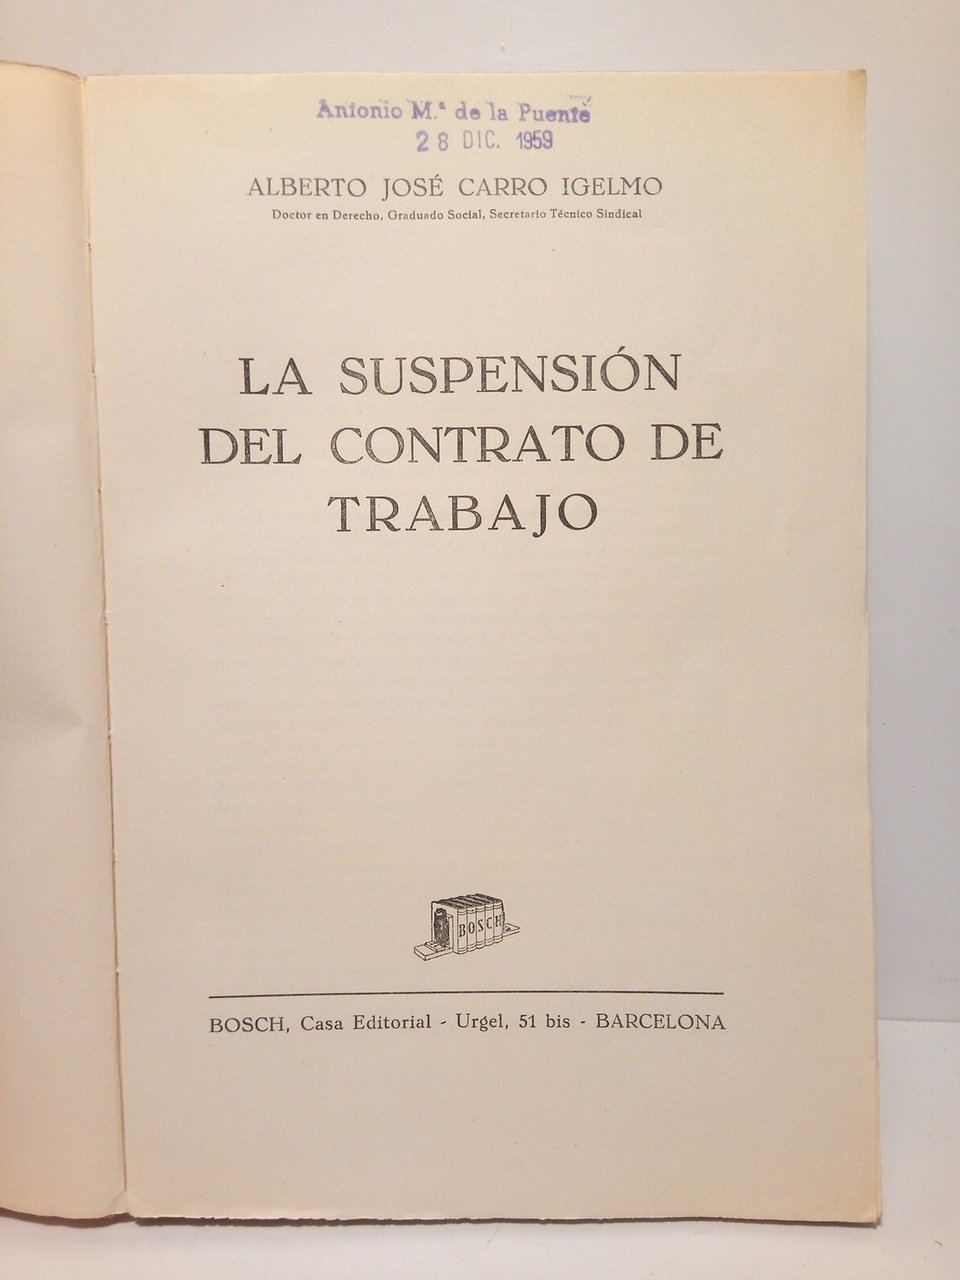 Antonio M.ª de la Puente
28 DIC. 1959
ALBERTO JOSÉ CARRO IGELMO
Doctor en Derecho, Graduado Social, Secretario Técnico Sindical
LA SUSPENSIÓN
DEL CONTRATO DE
TRABAJO
BOSCH
BOSCH, Casa Editorial - Urgel, 51 bis - BARCELONA